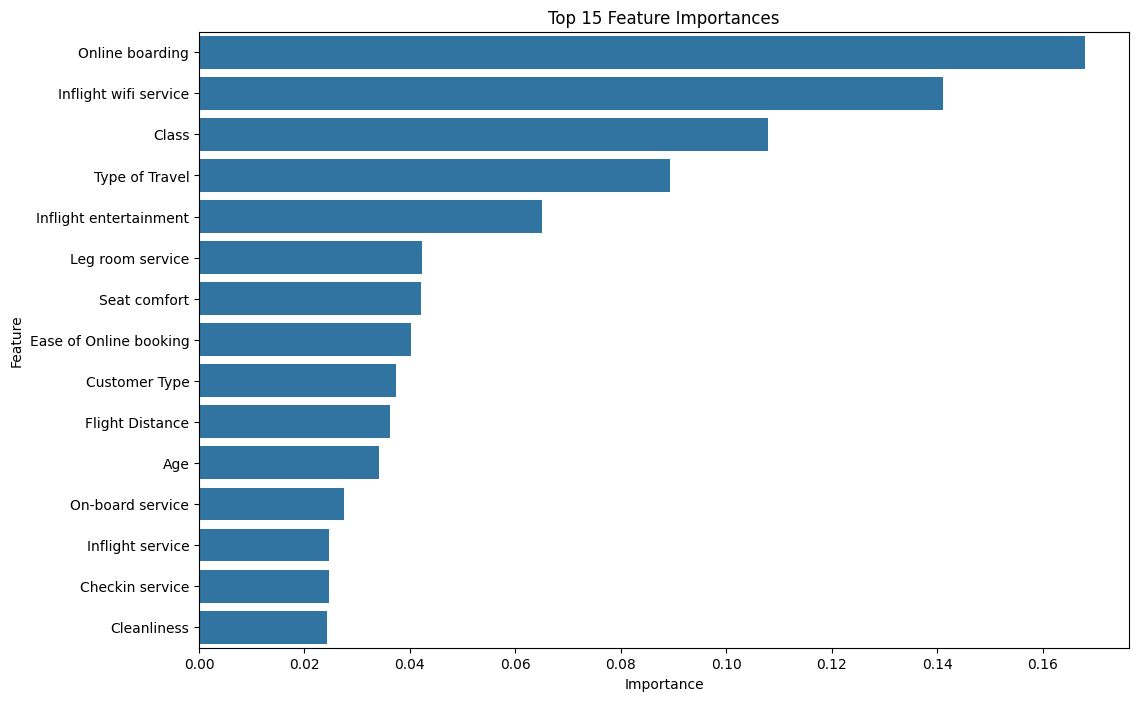 Top 15 Feature Importances
Feature
Online boarding
Inflight wifi service
Class
Type of Travel
Inflight entertainment
Leg room service
Seat comfort
Ease of Online booking
Customer Type
Flight Distance
Age
On-board service
Inflight service
Checkin service
Cleanliness
0.00 0.02 0.04 0.06 0.08 0.10 0.12 0.14 0.16
Importance